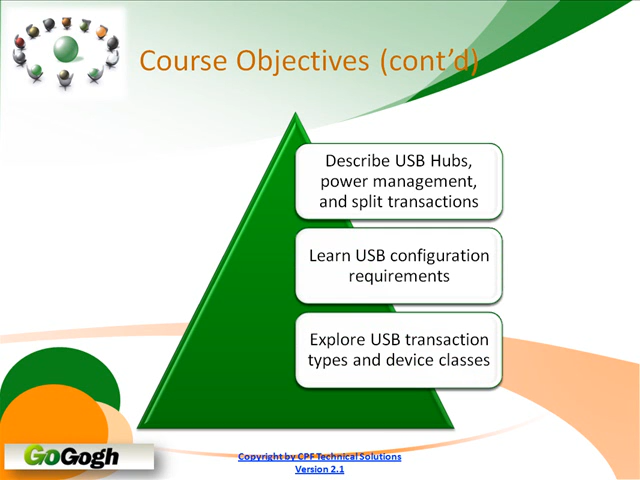 Course Objectives (cont’d)
Describe USB Hubs,
power management,
and split transactions
Learn USB configuration
requirements
Explore USB transaction
types and device classes
GoGogh
Copyright by CPF Technical Solutions
Version 2.1